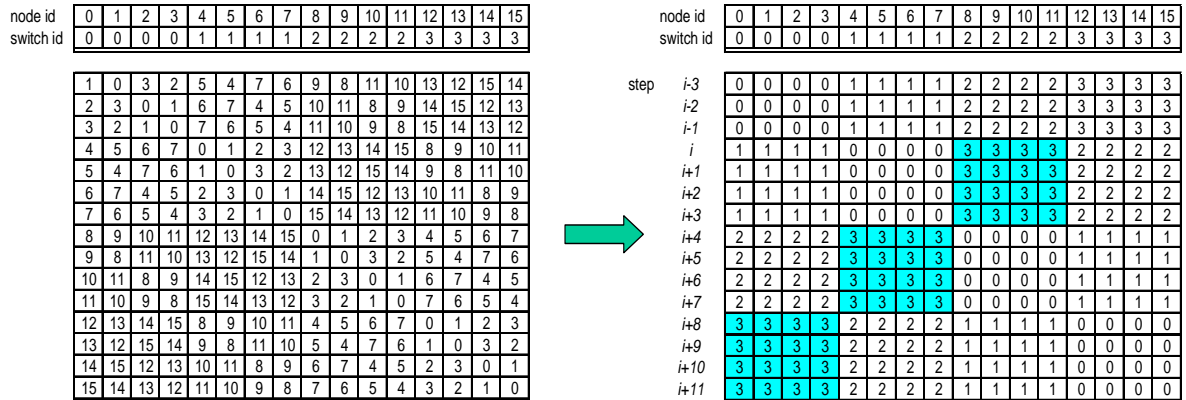 node id 0 1 2 3 4 5 6 7 8 9 10 11 12 13 14 15
switch id 0 0 0 0 1 1 1 1 2 2 2 2 3 3 3 3
1 0 3 2 5 4 7 6 9 8 11 10 13 12 15 14
2 3 0 1 6 7 4 5 10 11 8 9 14 15 12 13
3 2 1 0 7 6 5 4 11 10 9 8 15 14 13 12
4 5 6 7 0 1 2 3 12 13 14 15 8 9 10 11
5 4 7 6 1 0 3 2 13 12 15 14 9 8 11 10
6 7 4 5 2 3 0 1 14 15 12 13 10 11 8 9
7 6 5 4 3 2 1 0 15 14 13 12 11 10 9 8
8 9 10 11 12 13 14 15 0 1 2 3 4 5 6 7
9 8 11 10 13 12 15 14 1 0 3 2 5 4 7 6
10 11 8 9 14 15 12 13 2 3 0 1 6 7 4 5
11 10 9 8 15 14 13 12 3 2 1 0 7 6 5 4
12 13 14 15 8 9 10 11 4 5 6 7 0 1 2 3
13 12 15 14 9 8 11 10 5 4 7 6 1 0 3 2
14 15 12 13 10 11 8 9 6 7 4 5 2 3 0 1
15 14 13 12 11 10 9 8 7 6 5 4 3 2 1 0
node id 0 1 2 3 4 5 6 7 8 9 10 11 12 13 14 15
switch id 0 0 0 0 1 1 1 1 2 2 2 2 3 3 3 3
step i-3 0 0 0 0 1 1 1 1 2 2 2 2 3 3 3 3
i-2 0 0 0 0 1 1 1 1 2 2 2 2 3 3 3 3
i-1 0 0 0 0 1 1 1 1 2 2 2 2 3 3 3 3
i 1 1 1 1 0 0 0 0 3 3 3 3 2 2 2 2
i+1 1 1 1 1 0 0 0 0 3 3 3 3 2 2 2 2
i+2 1 1 1 1 0 0 0 0 3 3 3 3 2 2 2 2
i+3 1 1 1 1 0 0 0 0 3 3 3 3 2 2 2 2
i+4 2 2 2 2 3 3 3 3 0 0 0 0 1 1 1 1
i+5 2 2 2 2 3 3 3 3 0 0 0 0 1 1 1 1
i+6 2 2 2 2 3 3 3 3 0 0 0 0 1 1 1 1
i+7 2 2 2 2 3 3 3 3 0 0 0 0 1 1 1 1
i+8 3 3 3 3 2 2 2 2 1 1 1 1 0 0 0 0
i+9 3 3 3 3 2 2 2 2 1 1 1 1 0 0 0 0
i+10 3 3 3 3 2 2 2 2 1 1 1 1 0 0 0 0
i+11 3 3 3 3 2 2 2 2 1 1 1 1 0 0 0 0